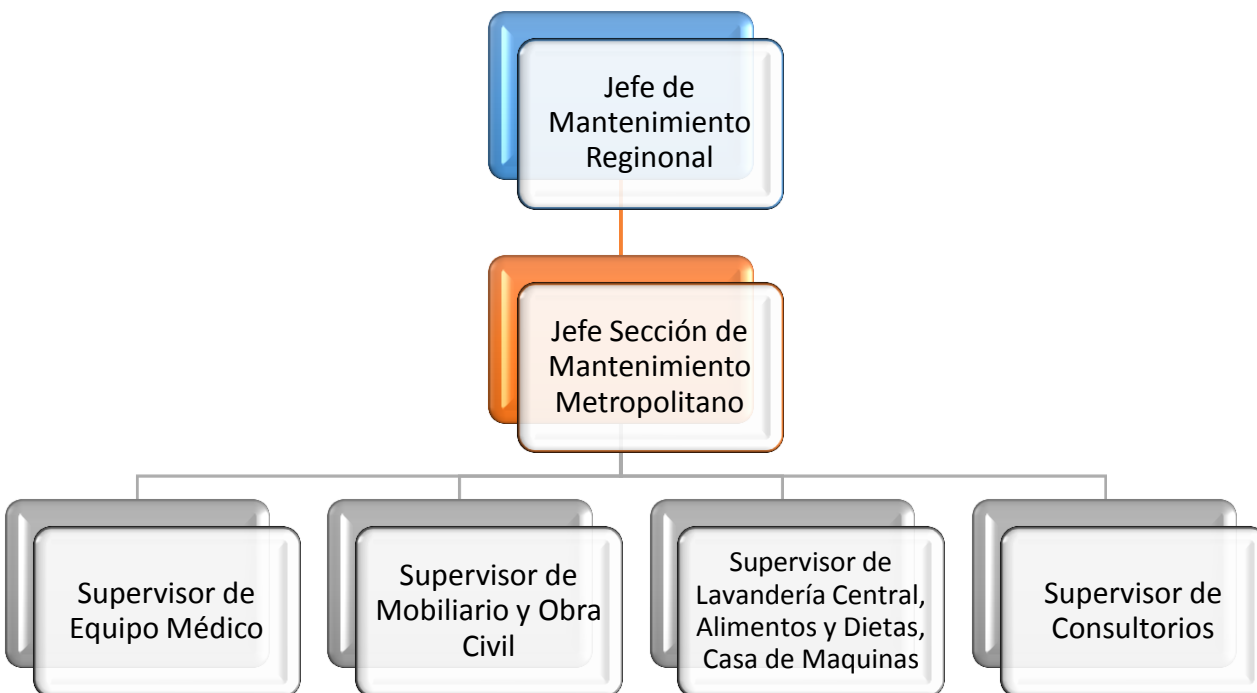 Jefe de
Mantenimiento
Reginonal
Jefe Sección de
Mantenimiento
Metropolitano
Supervisor de
Equipo Médico
Supervisor de
Mobiliario y Obra
Civil
Supervisor de
Lavandería Central,
Alimentos y Dietas,
Casa de Maquinas
Supervisor de
Consultorios